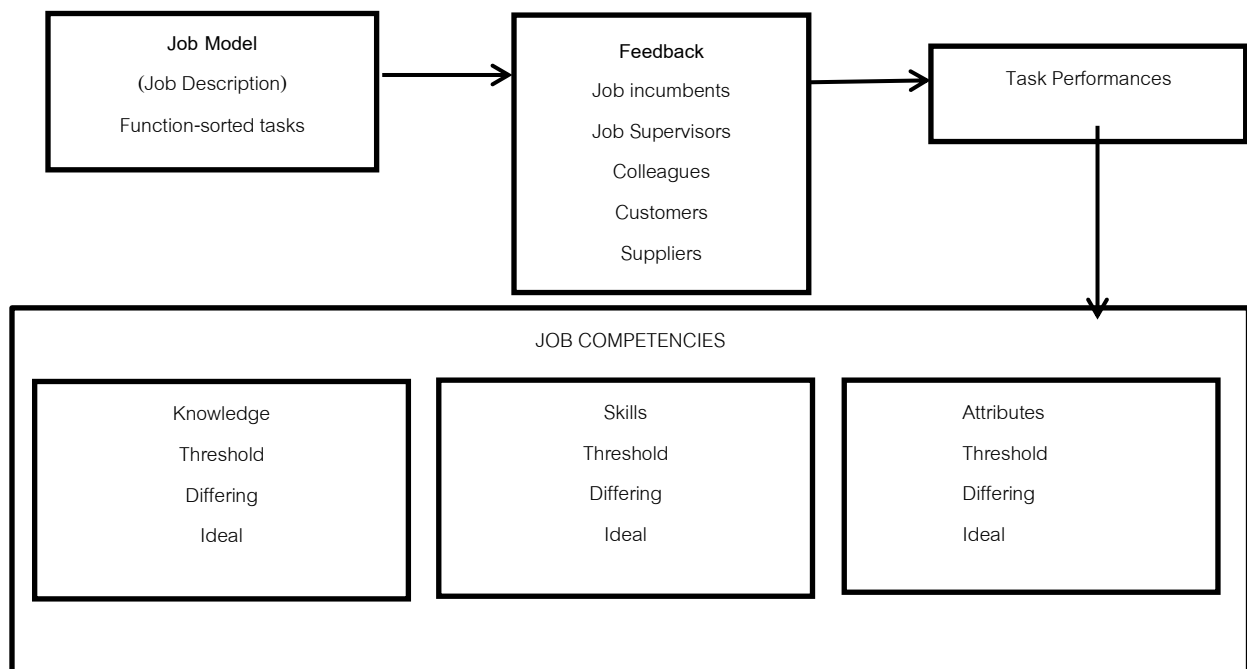 Job Model
(Job Description)
Function-sorted tasks
Feedback
Job incumbents
Job Supervisors
Colleagues
Customers
Suppliers
Task Performances
JOB COMPETENCIES
Knowledge
Threshold
Differing
Ideal
Skills
Threshold
Differing
Ideal
Attributes
Threshold
Differing
Ideal